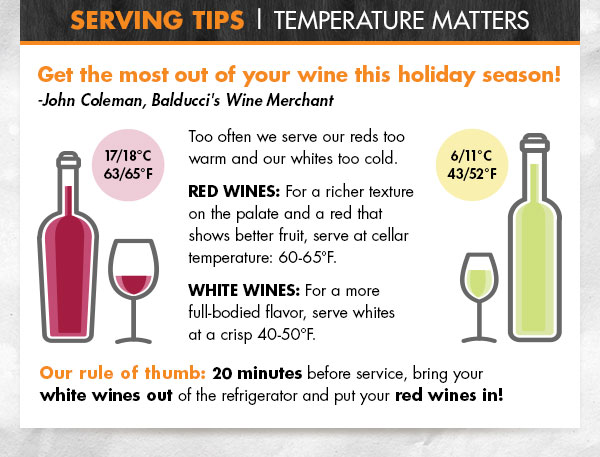 SERVING TIPS | TEMPERATURE MATTERS
Get the most out of your wine this holiday season!
-John Coleman, Balducci's Wine Merchant
17/18°C
63/65°F
Too often we serve our reds too
warm and our whites too cold.
RED WINES: For a richer texture
on the palate and a red that
shows better fruit, serve at cellar
temperature: 60-65°F.
WHITE WINES: For a more
full-bodied flavor, serve whites
at a crisp 40-50°F.
6/11°C
43/52°F
Our rule of thumb: 20 minutes before service, bring your
white wines out of the refrigerator and put your red wines in!